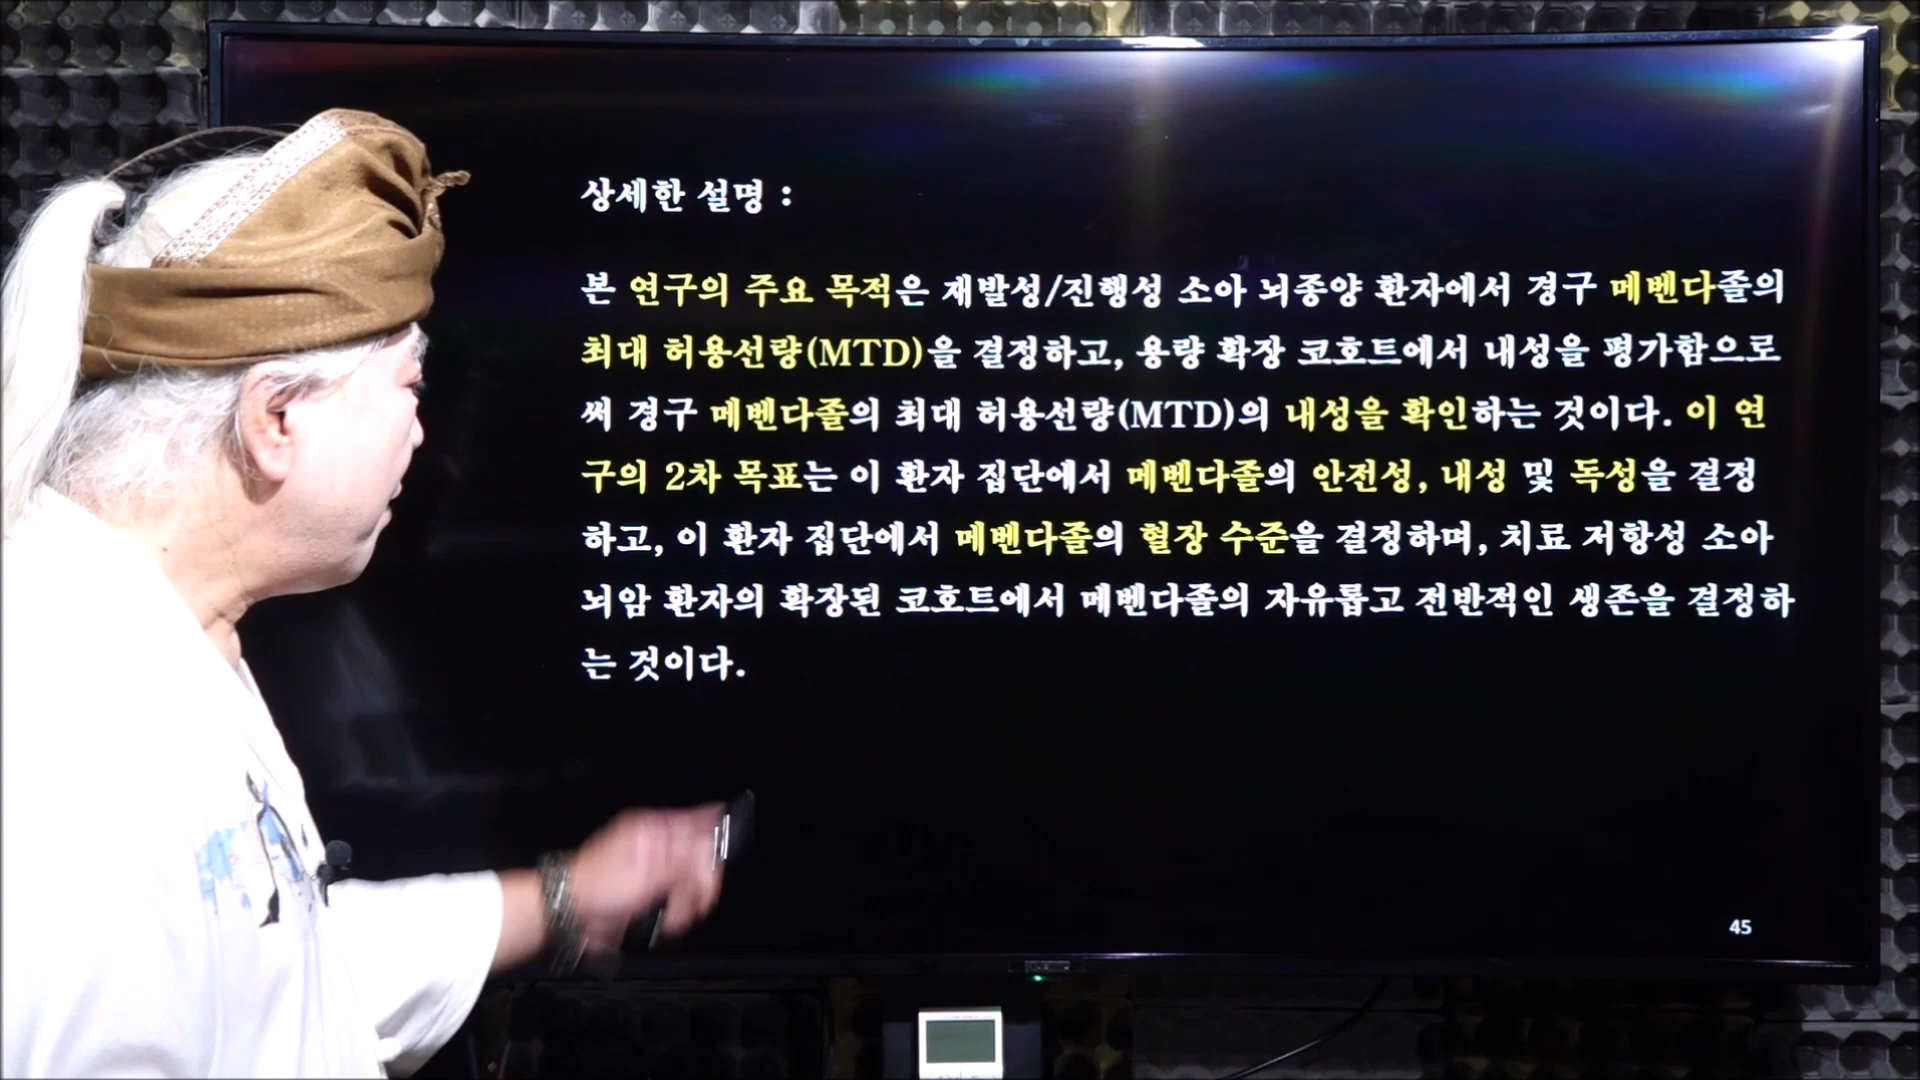 상세한 설명 :
본 연구의 주요 목적은 재발성/진행성 소아 뇌종양 환자에서 경구 메벤다졸의
최대 허용선량(MTD)을 결정하고, 용량 확장 코호트에서 내성을 평가함으로
써 경구 메벤다졸의 최대 허용선량(MTD)의 내성을 확인하는 것이다. 이 연
구의 2차 목표는 이 환자 집단에서 메벤다졸의 안전성, 내성 및 독성을 결정
하고, 이 환자 집단에서 메벤다졸의 혈장 수준을 결정하며, 치료 저항성 소아
뇌암 환자의 확장된 코호트에서 메벤다졸의 자유롭고 전반적인 생존을 결정하
는 것이다.
45